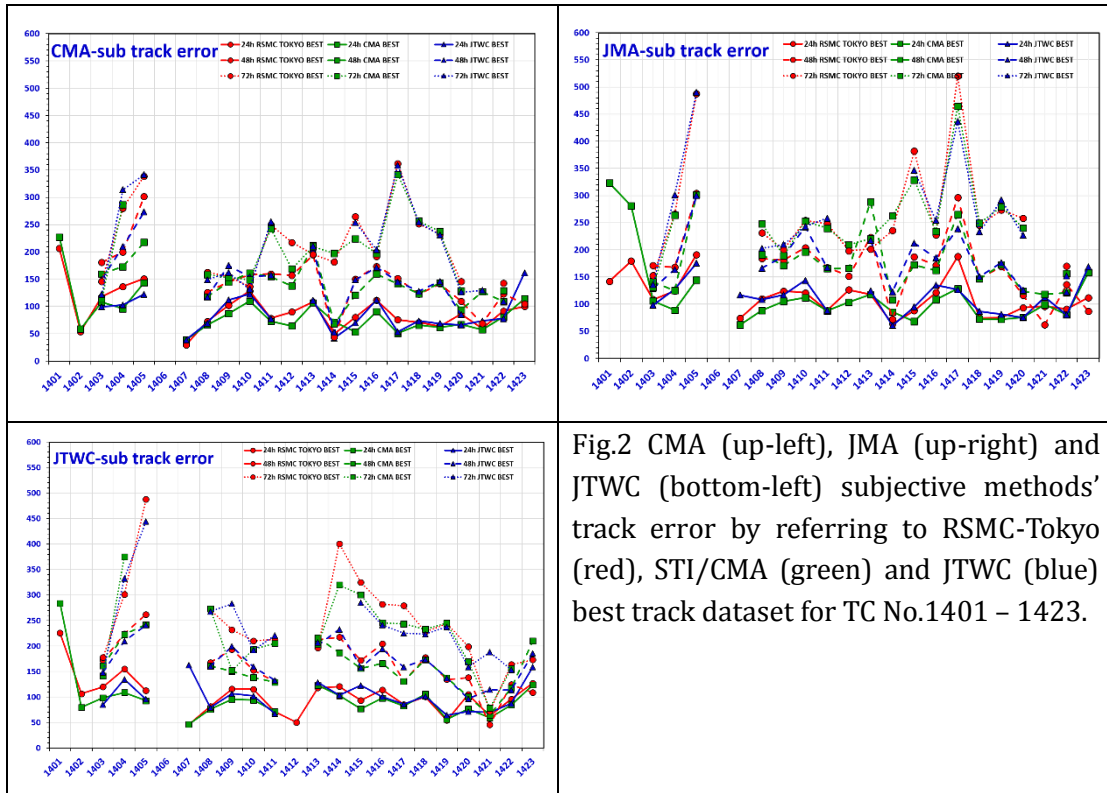 CMA-sub track error
24h RSMC TOKYO BEST 24h CMA BEST 24h JTWC BEST
48h RSMC TOKYO BEST 48h CMA BEST 48h JTWC BEST
72h RSMC TOKYO BEST 72h CMA BEST 72h JTWC BEST
600
550
500
450
400
350
300
250
200
150
100
50
0
1401 1402 1403 1404 1405 1406 1407 1408 1409 1410 1411 1412 1413 1414 1415 1416 1417 1418 1419 1420 1421 1422 1423
JMA-sub track error
24h RSMC TOKYO BEST 24h CMA BEST 24h JTWC BEST
48h RSMC TOKYO BEST 48h CMA BEST 48h JTWC BEST
72h RSMC TOKYO BEST 72h CMA BEST 72h JTWC BEST
600
550
500
450
400
350
300
250
200
150
100
50
0
1401 1402 1403 1404 1405 1406 1407 1408 1409 1410 1411 1412 1413 1414 1415 1416 1417 1418 1419 1420 1421 1422 1423
JTWC-sub track error
24h RSMC TOKYO BEST 24h CMA BEST 24h JTWC BEST
48h RSMC TOKYO BEST 48h CMA BEST 48h JTWC BEST
72h RSMC TOKYO BEST 72h CMA BEST 72h JTWC BEST
600
550
500
450
400
350
300
250
200
150
100
50
0
1401 1402 1403 1404 1405 1406 1407 1408 1409 1410 1411 1412 1413 1414 1415 1416 1417 1418 1419 1420 1421 1422 1423
Fig.2 CMA (up-left), JMA (up-right) and
JTWC (bottom-left) subjective methods’
track error by referring to RSMC-Tokyo
(red), STI/CMA (green) and JTWC (blue)
best track dataset for TC No.1401 – 1423.